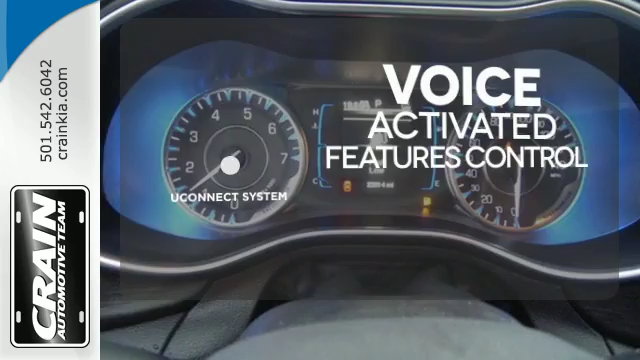 501.542.6042
crainkia.com
CRAIN
AUTOMOTIVE TEAM
VOICE
ACTIVATED
FEATURES CONTROL
UCONNECT SYSTEM
2
3
4
5
6
7
P
H
C
E